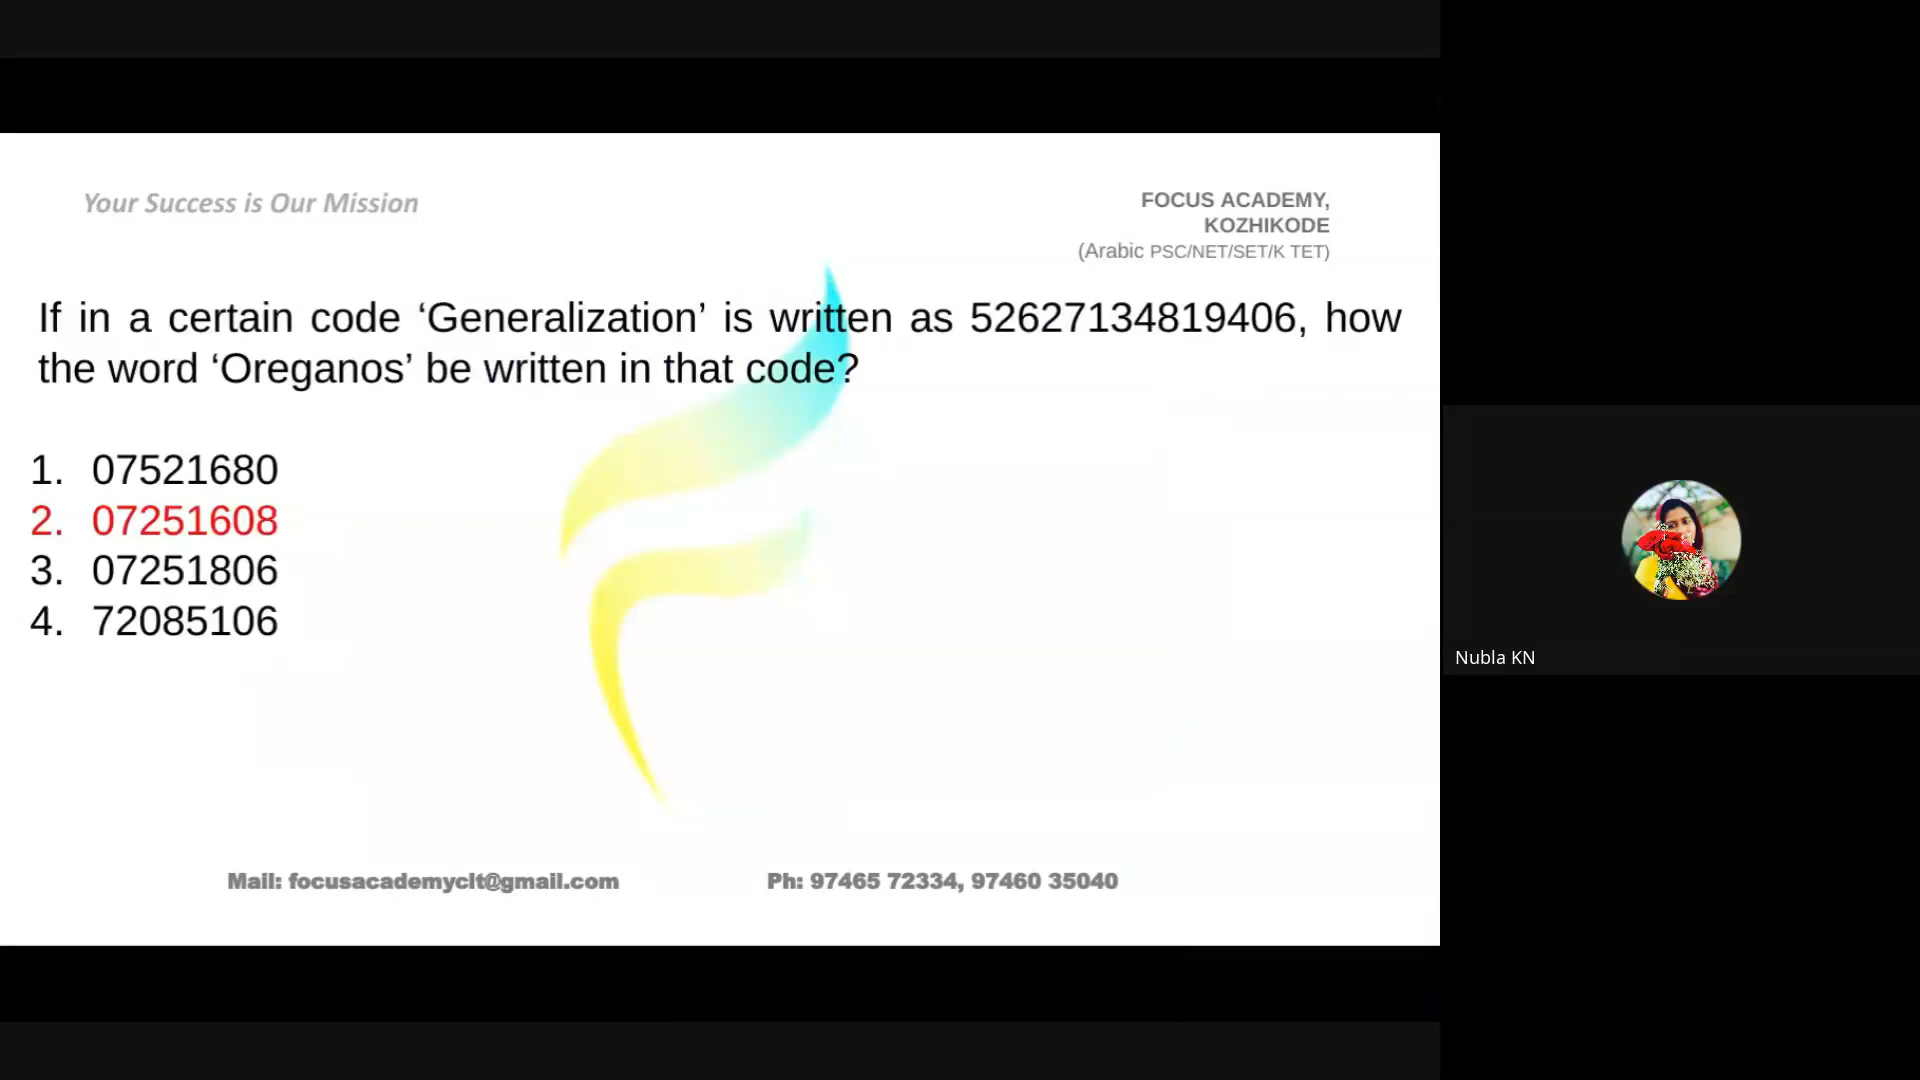 Your Success is Our Mission
FOCUS ACADEMY,
KOZHIKODE
(Arabic PSC/NET/SET/K TET)
If in a certain code ‘Generalization’ is written as 52627134819406, how
the word ‘Oreganos’ be written in that code?
1. 07521680
2. 07251608
3. 07251806
4. 72085106
Nubla KN
Mail: focusacademyclt@gmail.com
Ph: 97465 72334, 97460 35040